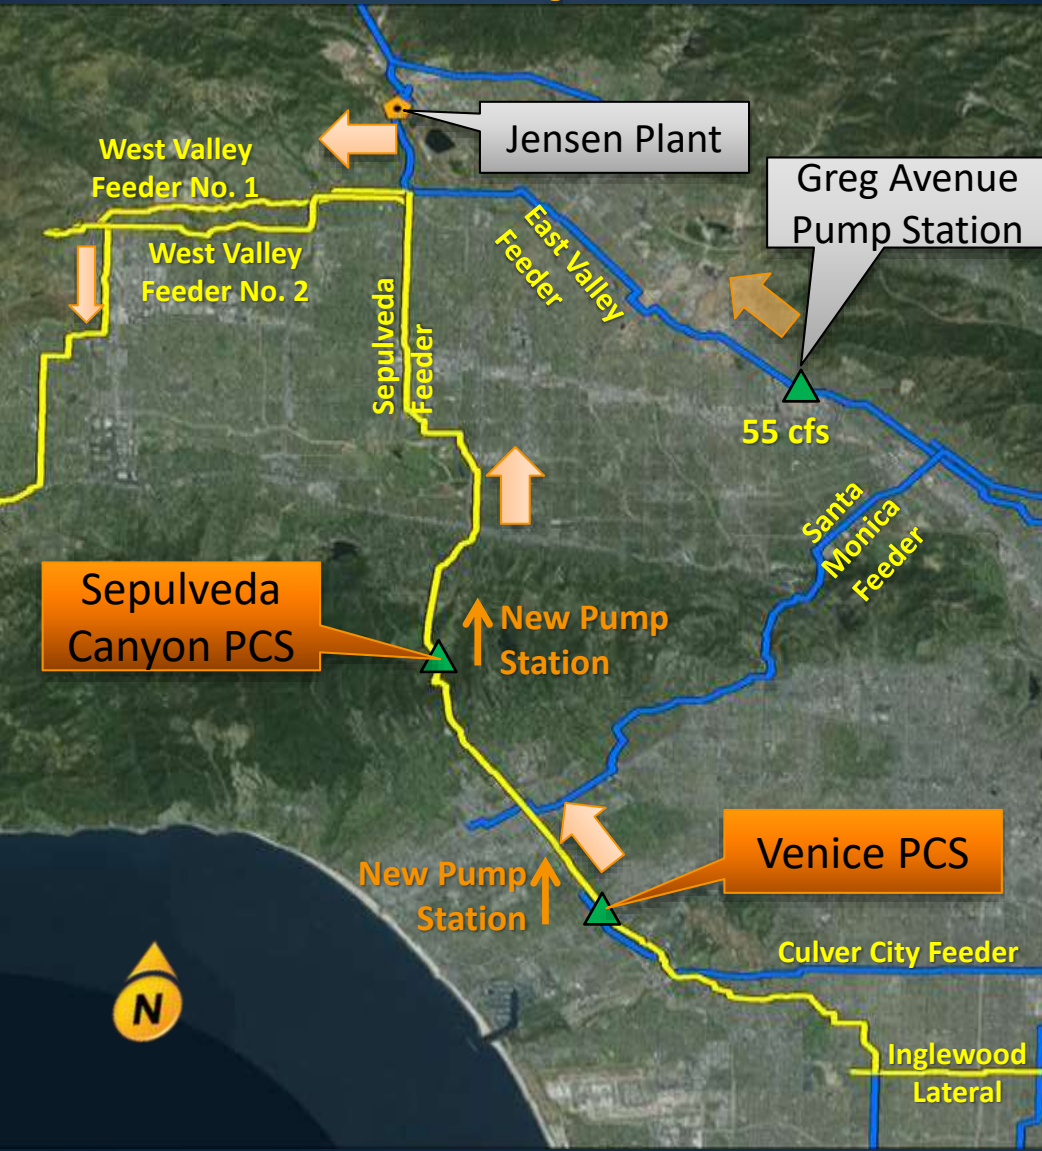 Jensen Plant
West Valley
Feeder No. 1
Greg Avenue
Pump Station
West Valley
Feeder No. 2
East Valley
Feeder
Sepulveda
Feeder
55 cfs
Santa
Monica
Feeder
Sepulveda
Canyon PCS
New Pump
Station
Venice PCS
New Pump
Station
Culver City Feeder
N
Inglewood
Lateral